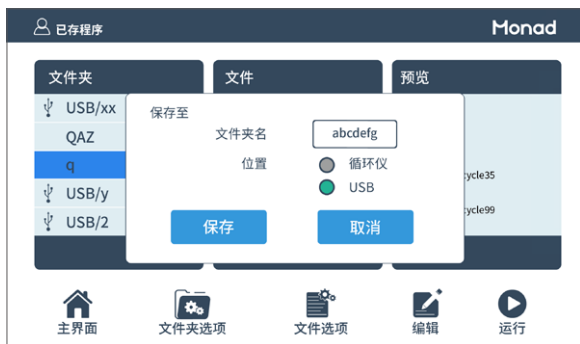 已存程序
Monad
文件夹
文件
预览
USB/xx
QAZ
q
USB/y
USB/2
保存至
文件夹名
abcdefg
位置
循环仪
USB
保存
取消
ycle35
ycle99
主界面
文件夹选项
文件选项
编辑
运行